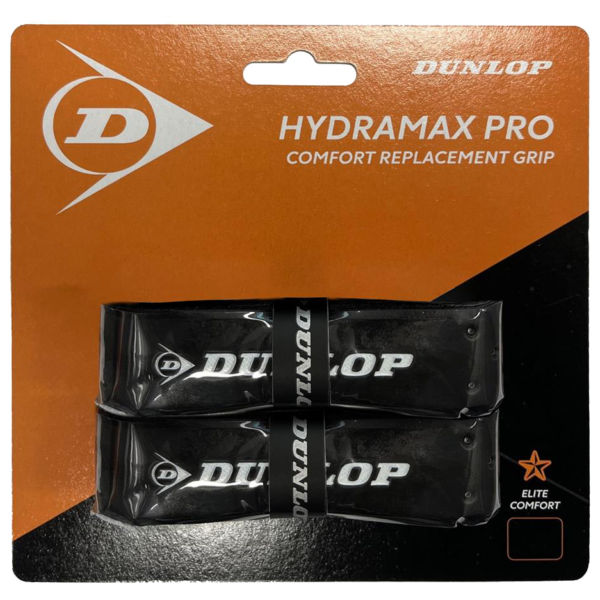 D
DUNLOP
HYDRAMAX PRO
COMFORT REPLACEMENT GRIP
D DUNLOP
DUNLOP
D DUNLOP
DUNLOP
ELITE
COMFORT